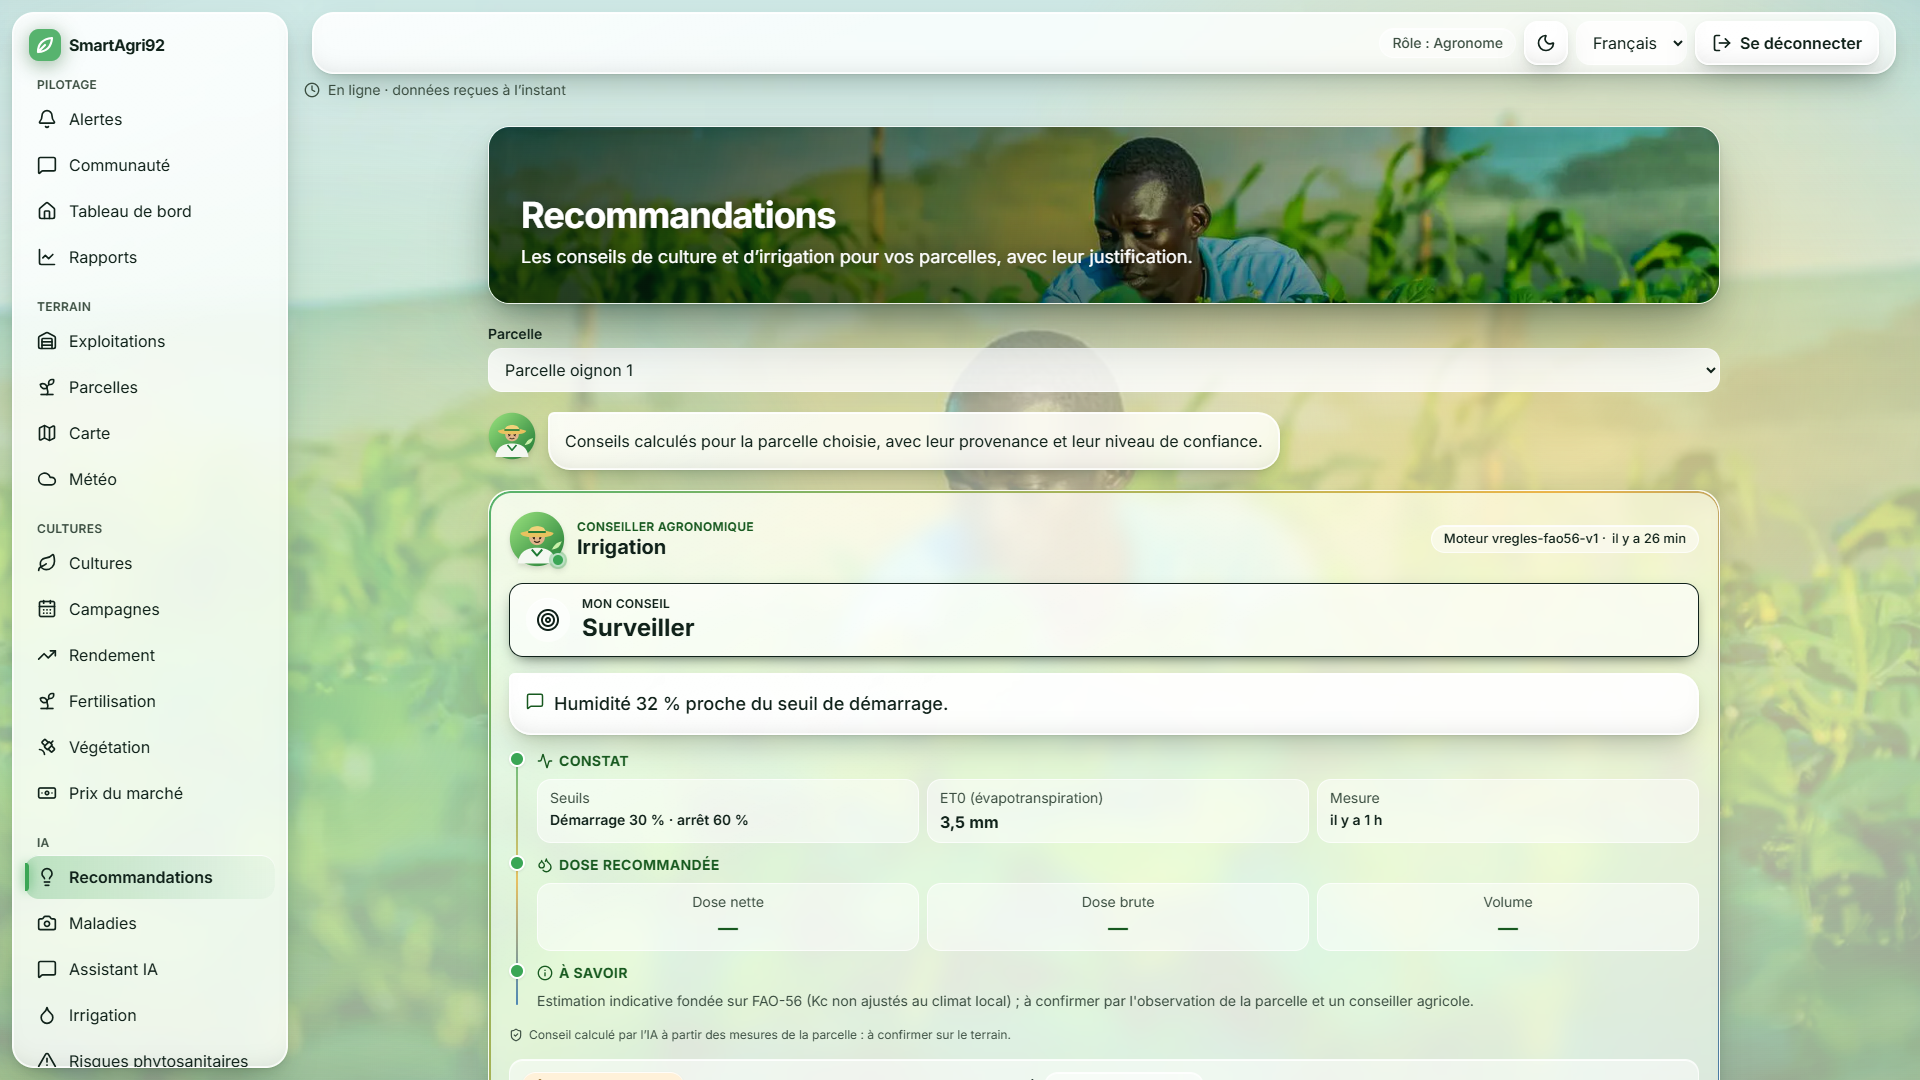 SmartAgri92
PILOTAGE
Alertes
Communauté
Tableau de bord
Rapports
TERRAIN
Exploitations
Parcelles
Carte
Météo
CULTURES
Cultures
Campagnes
Rendement
Fertilisation
Végétation
Prix du marché
IA
Recommandations
Maladies
Assistant IA
Irrigation
Risques phytosanitaires
Rôle : Agronome
Français
Se déconnecter
En ligne · données reçues à l’instant
Recommandations
Les conseils de culture et d’irrigation pour vos parcelles, avec leur justification.
Parcelle
Parcelle oignon 1
Conseils calculés pour la parcelle choisie, avec leur provenance et leur niveau de confiance.
CONSEILLER AGRONOMIQUE
Irrigation
Moteur vregles-fao56-v1 · il y a 26 min
MON CONSEIL
Surveiller
Humidité 32 % proche du seuil de démarrage.
CONSTAT
Seuils
Démarrage 30 % · arrêt 60 %
ET0 (évapotranspiration)
3,5 mm
Mesure
il y a 1 h
DOSE RECOMMANDÉE
Dose nette
—
Dose brute
—
Volume
—
À SAVOIR
Estimation indicative fondée sur FAO-56 (Kc non ajustés au climat local) ; à confirmer par l'observation de la parcelle et un conseiller agricole.
Conseil calculé par l’IA à partir des mesures de la parcelle : à confirmer sur le terrain.